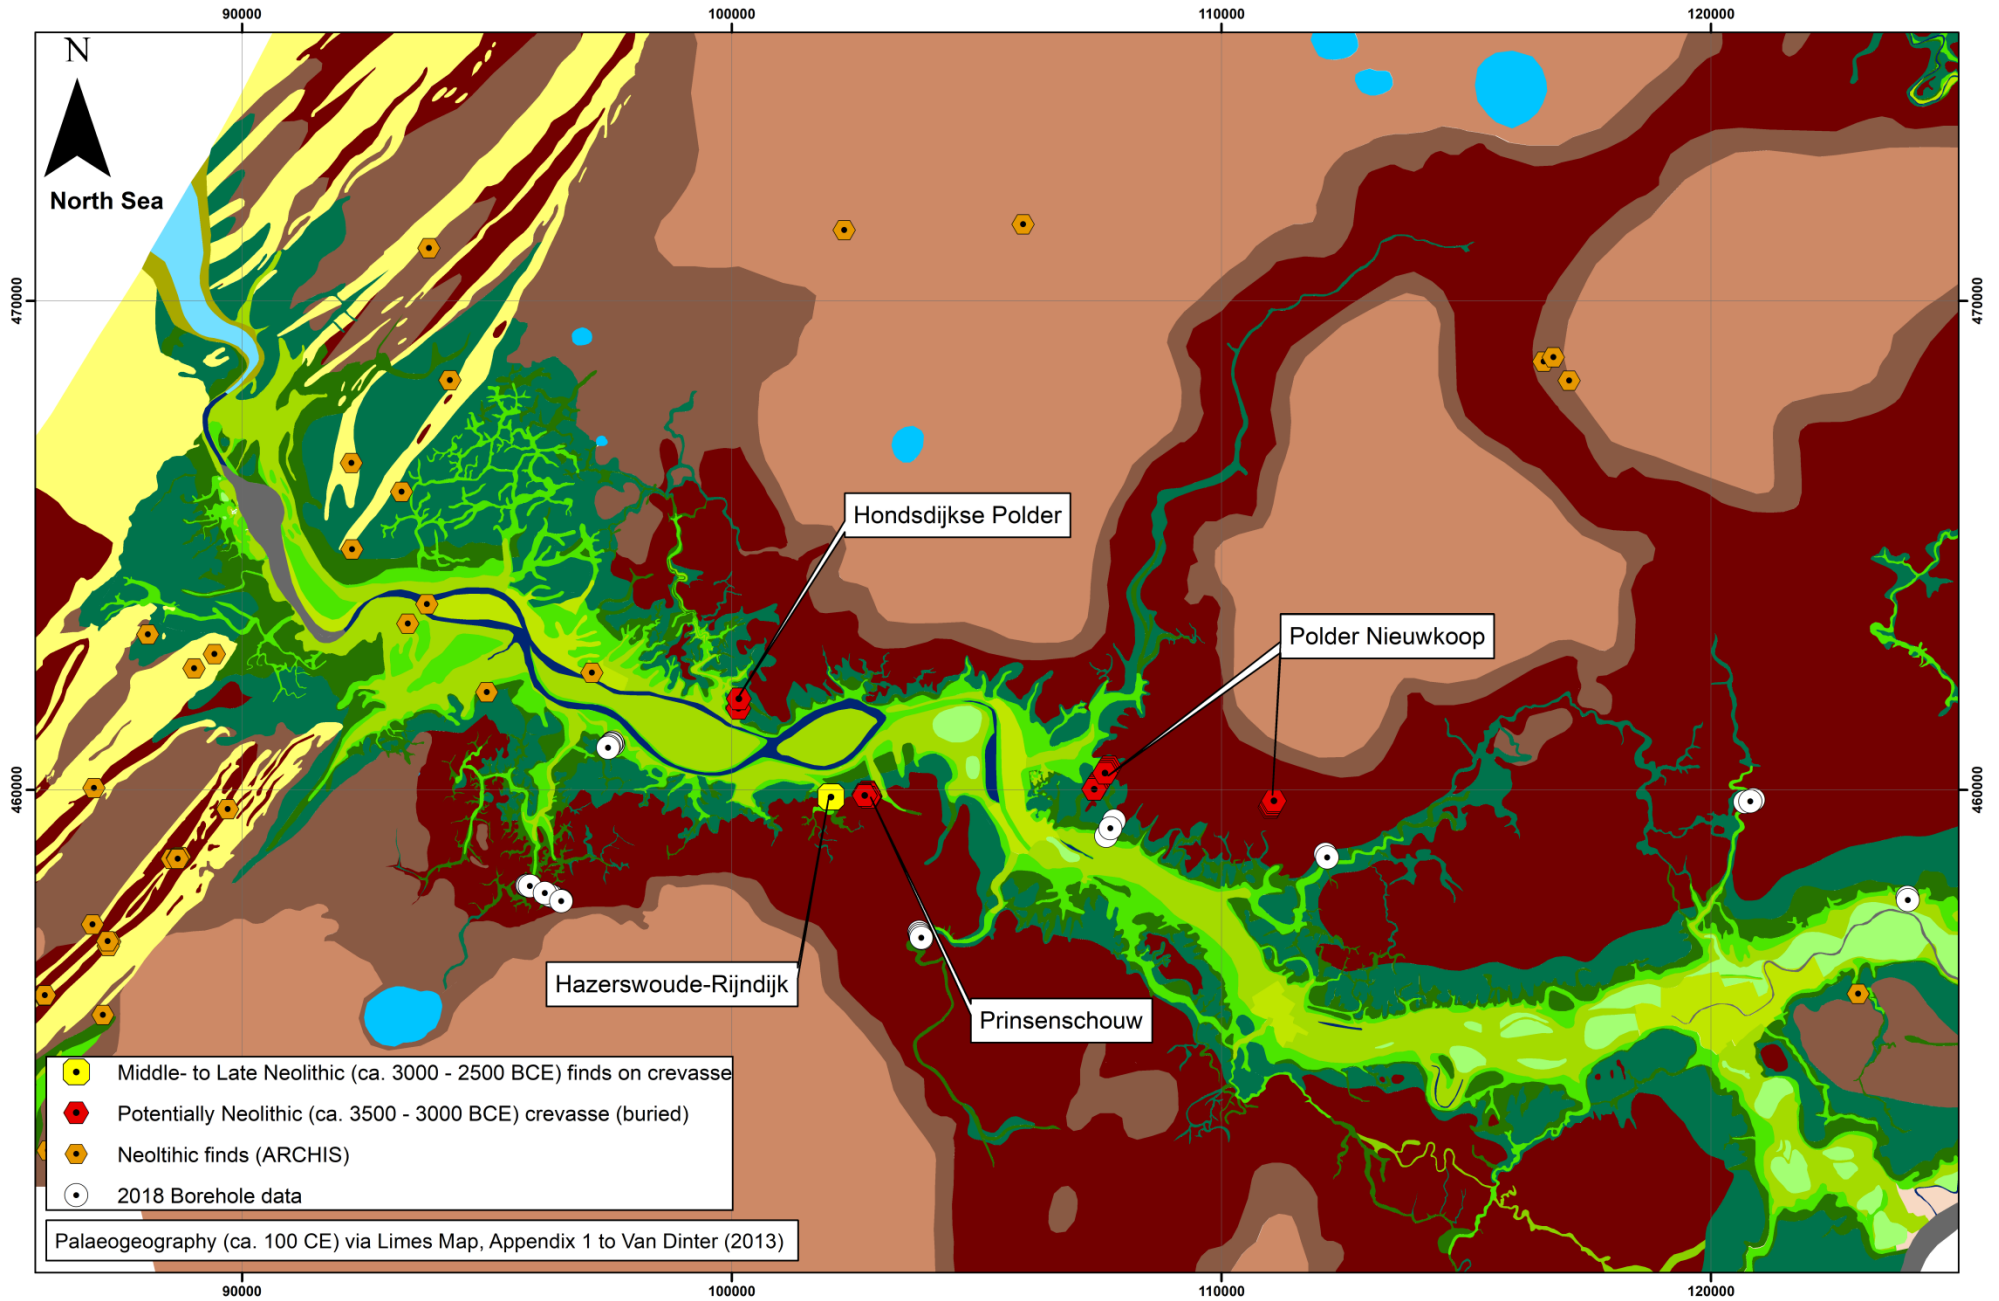 90000
100000
110000
120000
N
North Sea
470000
470000
Hondsdijkse Polder
Polder Nieuwkoop
460000
460000
Hazerswoude-Rijndijk
Prinsenschouw
Middle- to Late Neolithic (ca. 3000 - 2500 BCE) finds on crevasse
Potentially Neolithic (ca. 3500 - 3000 BCE) crevasse (buried)
Neoltihic finds (ARCHIS)
2018 Borehole data
Palaeogeography (ca. 100 CE) via Limes Map, Appendix 1 to Van Dinter (2013)
90000
100000
110000
120000